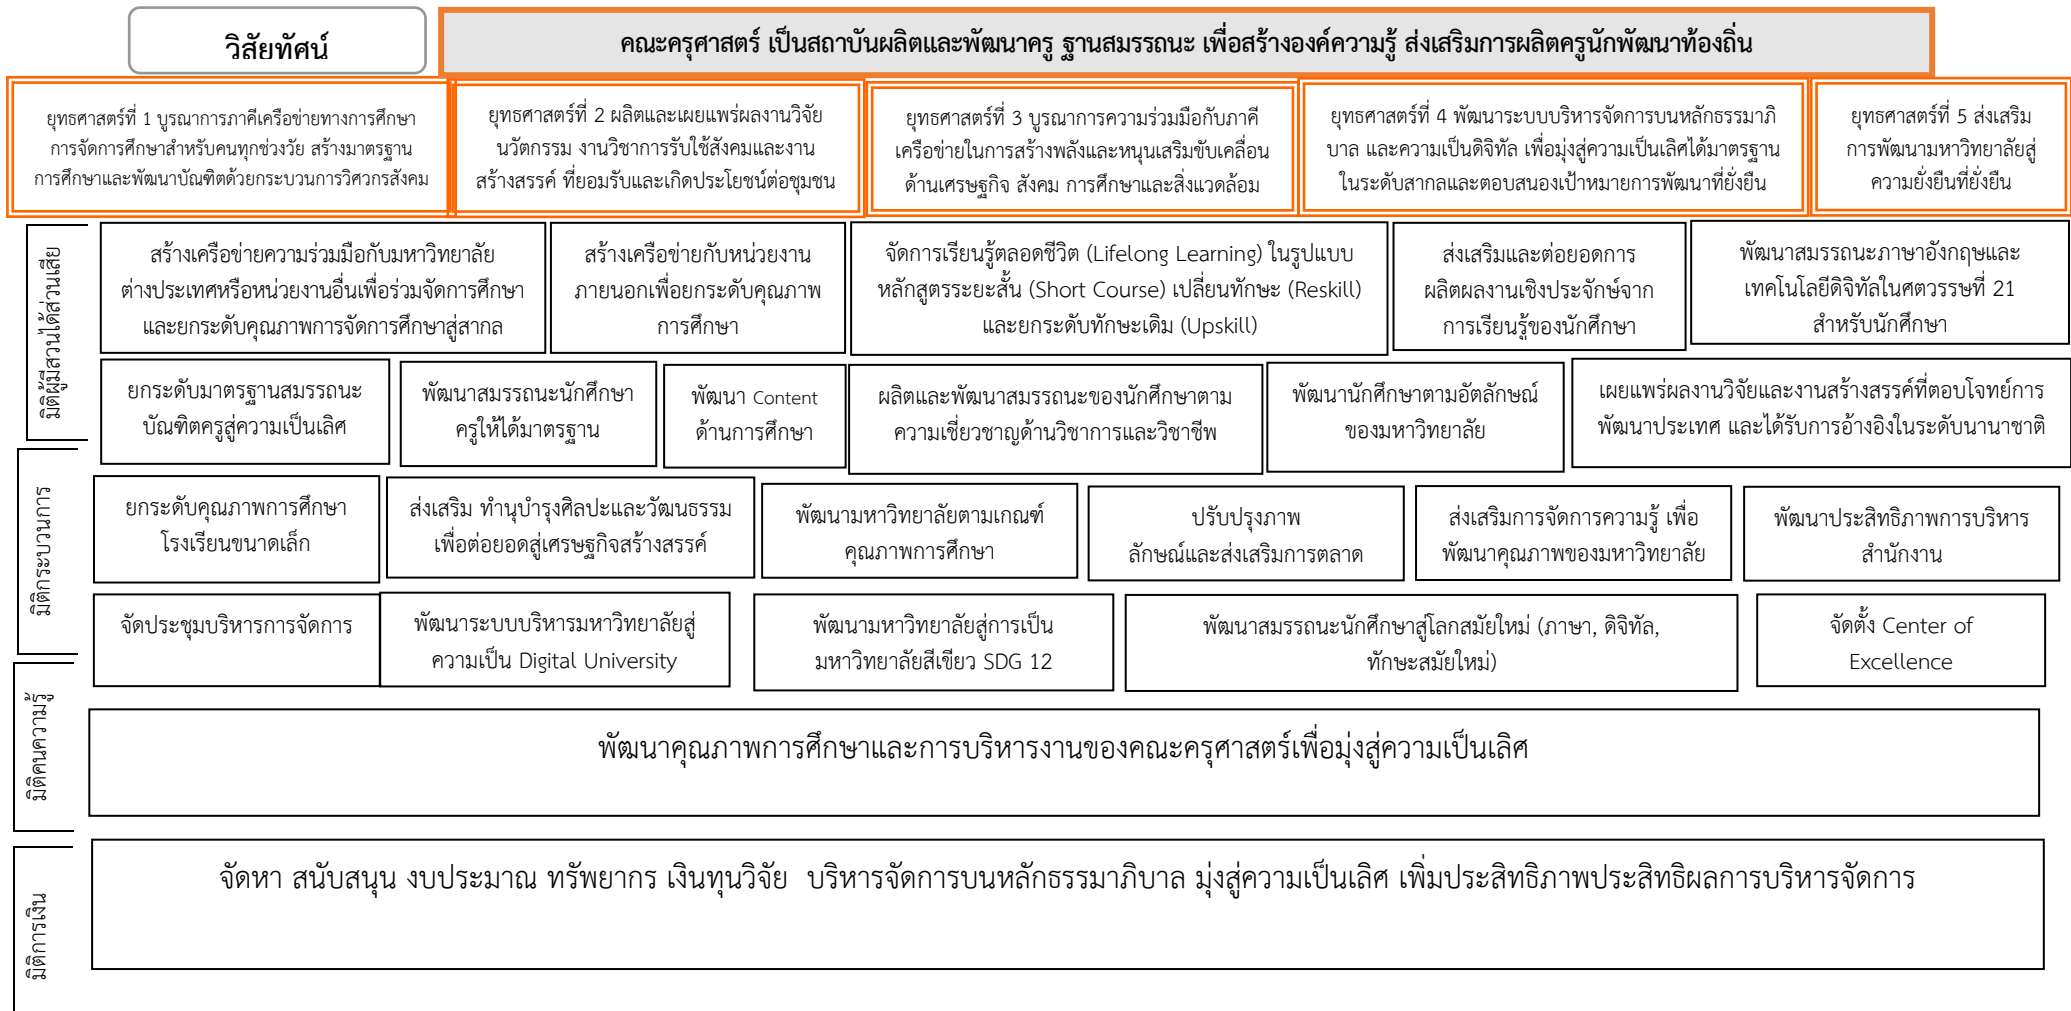 วิสัยทัศน์
คณะครุศาสตร์ เป็นสถาบันผลิตและพัฒนาครู ฐานสมรรถนะ เพื่อสร้างองค์ความรู้ ส่งเสริมการผลิตครูนักพัฒนาท้องถิ่น
ยุทธศาสตร์ที่ 1 บูรณาการภาคีเครือข่ายทางการศึกษา
การจัดการศึกษาสำหรับคนทุกช่วงวัย สร้างมาตรฐาน
การศึกษาและพัฒนาบัณฑิตด้วยกระบวนการวิศวกรสังคม
ยุทธศาสตร์ที่ 2 ผลิตและเผยแพร่ผลงานวิจัย
นวัตกรรม งานวิชาการรับใช้สังคมและงาน
สร้างสรรค์ ที่ยอมรับและเกิดประโยชน์ต่อชุมชน
ยุทธศาสตร์ที่ 3 บูรณาการความร่วมมือกับภาคี
เครือข่ายในการสร้างพลังและหนุนเสริมขับเคลื่อน
ด้านเศรษฐกิจ สังคม การศึกษาและสิ่งแวดล้อม
ยุทธศาสตร์ที่ 4 พัฒนาระบบบริหารจัดการบนหลักธรรมาภิ
บาล และความเป็นดิจิทัล เพื่อมุ่งสู่ความเป็นเลิศได้มาตรฐาน
ในระดับสากลและตอบสนองเป้าหมายการพัฒนาที่ยั่งยืน
ยุทธศาสตร์ที่ 5 ส่งเสริม
การพัฒนามหาวิทยาลัยสู่
ความยั่งยืนที่ยั่งยืน
มิติผู้มีส่วนได้ส่วนเสีย
สร้างเครือข่ายความร่วมมือกับมหาวิทยาลัย
ต่างประเทศหรือหน่วยงานอื่นเพื่อร่วมจัดการศึกษา
และยกระดับคุณภาพการจัดการศึกษาสู่สากล
สร้างเครือข่ายกับหน่วยงาน
ภายนอกเพื่อยกระดับคุณภาพ
การศึกษา
จัดการเรียนรู้ตลอดชีวิต (Lifelong Learning) ในรูปแบบ
หลักสูตรระยะสั้น (Short Course) เปลี่ยนทักษะ (Reskill)
และยกระดับทักษะเดิม (Upskill)
ส่งเสริมและต่อยอดการ
ผลิตผลงานเชิงประจักษ์จาก
การเรียนรู้ของนักศึกษา
พัฒนาสมรรถนะภาษาอังกฤษและ
เทคโนโลยีดิจิทัลในศตวรรษที่ 21
สำหรับนักศึกษา
ยกระดับมาตรฐานสมรรถนะ
บัณฑิตครูสู่ความเป็นเลิศ
พัฒนาสมรรถนะนักศึกษา
ครูให้ได้มาตรฐาน
พัฒนา Content
ด้านการศึกษา
ผลิตและพัฒนาสมรรถนะของนักศึกษาตาม
ความเชี่ยวชาญด้านวิชาการและวิชาชีพ
พัฒนานักศึกษาตามอัตลักษณ์
ของมหาวิทยาลัย
เผยแพร่ผลงานวิจัยและงานสร้างสรรค์ที่ตอบโจทย์การ
พัฒนาประเทศ และได้รับการอ้างอิงในระดับนานาชาติ
มิติกระบวนการ
ยกระดับคุณภาพการศึกษา
โรงเรียนขนาดเล็ก
ส่งเสริม ทำนุบำรุงศิลปะและวัฒนธรรม
เพื่อต่อยอดสู่เศรษฐกิจสร้างสรรค์
พัฒนามหาวิทยาลัยตามเกณฑ์
คุณภาพการศึกษา
ปรับปรุงภาพ
ลักษณ์และส่งเสริมการตลาด
ส่งเสริมการจัดการความรู้ เพื่อ
พัฒนาคุณภาพของมหาวิทยาลัย
พัฒนาประสิทธิภาพการบริหาร
สำนักงาน
จัดประชุมบริหารการจัดการ
พัฒนาระบบบริหารมหาวิทยาลัยสู่
ความเป็น Digital University
พัฒนามหาวิทยาลัยสู่การเป็น
มหาวิทยาลัยสีเขียว SDG 12
พัฒนาสมรรถนะนักศึกษาสู่โลกสมัยใหม่ (ภาษา, ดิจิทัล,
ทักษะสมัยใหม่)
จัดตั้ง Center of
Excellence
มิติคนความรู้
พัฒนาคุณภาพการศึกษาและการบริหารงานของคณะครุศาสตร์เพื่อมุ่งสู่ความเป็นเลิศ
มิติการเงิน
จัดหา สนับสนุน งบประมาณ ทรัพยากร เงินทุนวิจัย บริหารจัดการบนหลักธรรมาภิบาล มุ่งสู่ความเป็นเลิศ เพิ่มประสิทธิภาพประสิทธิผลการบริหารจัดการ